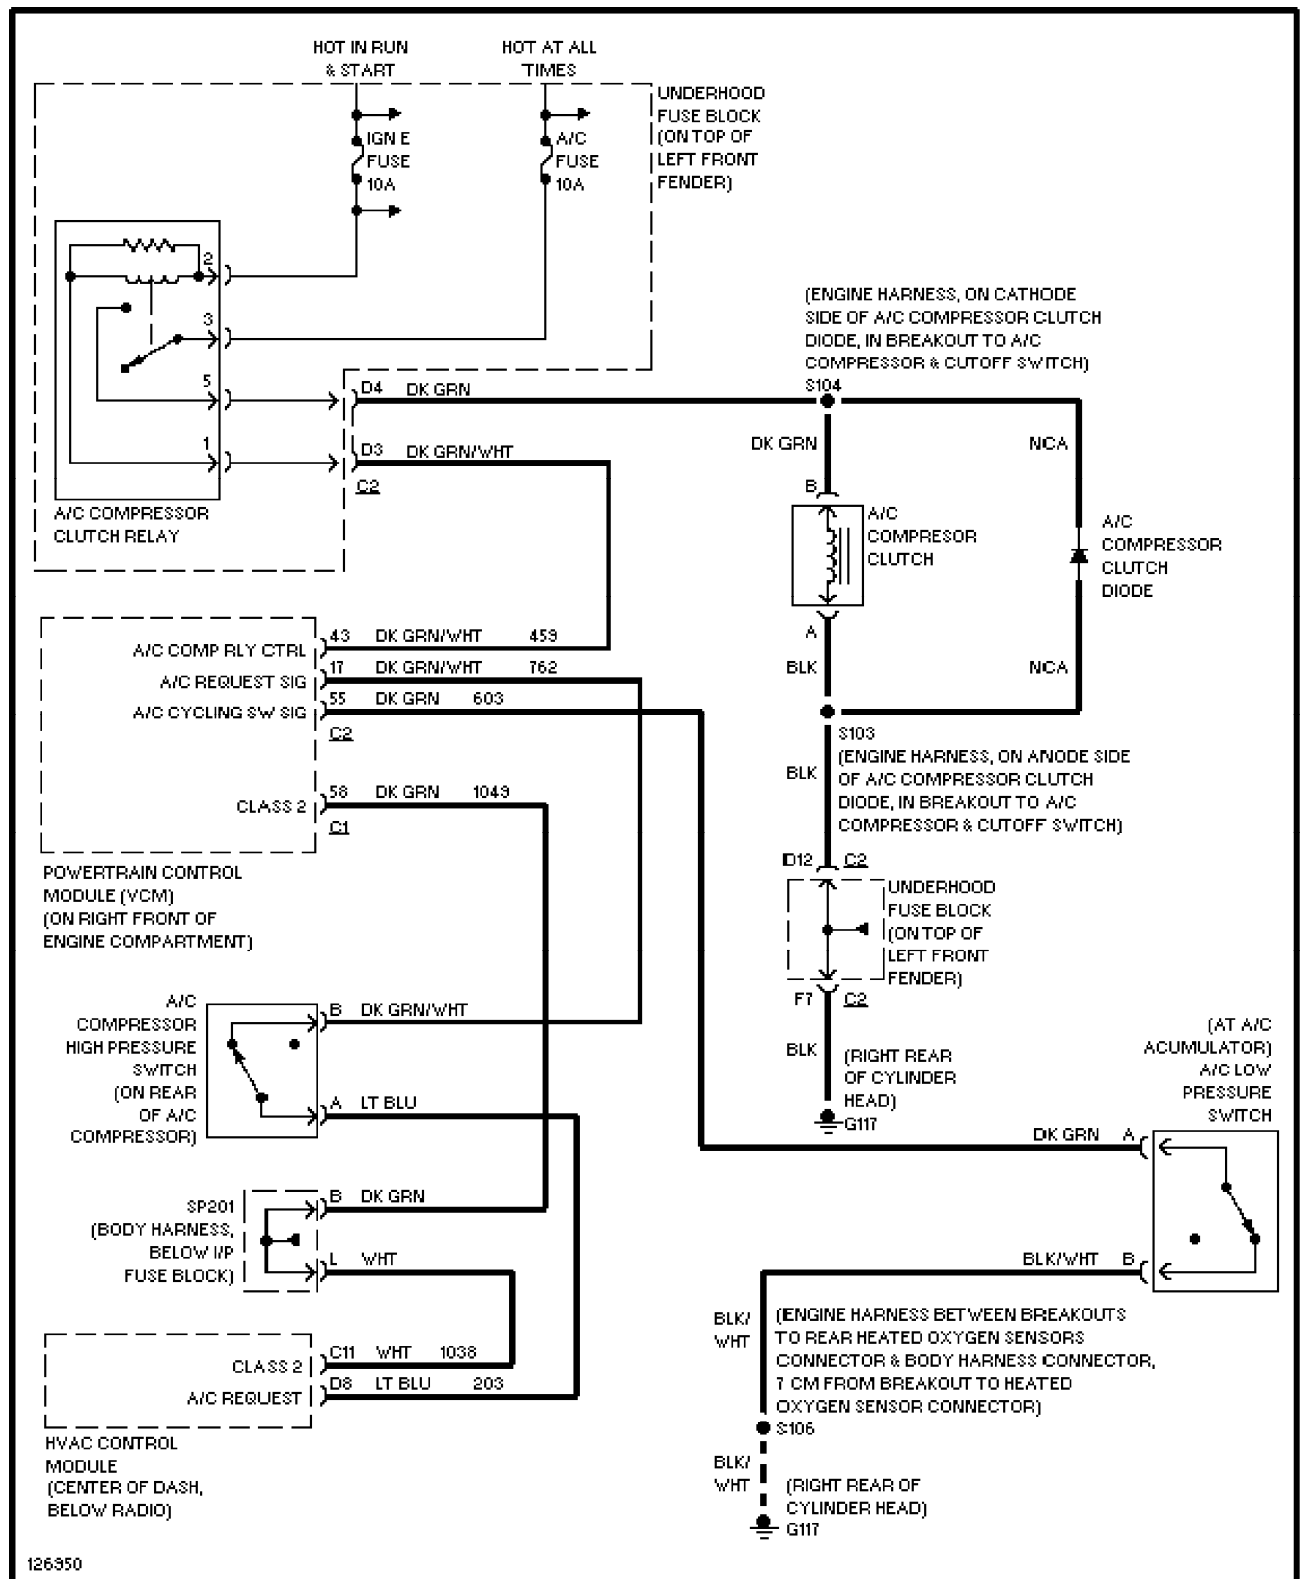 HOT IN RUN
& START
HOT AT ALL
TIMES
UNDERHOOD
FUSE BLOCK
(ON TOP OF
LEFT FRONT
FENDER)
IGN E
FUSE
10A
A/C
FUSE
10A
2
3
5
1
D4 DK GRN
D3 DK GRN/WHT
C2
A/C COMPRESSOR
CLUTCH RELAY
(ENGINE HARNESS, ON CATHODE
SIDE OF A/C COMPRESSOR CLUTCH
DIODE, IN BREAKOUT TO A/C
COMPRESSOR & CUTOFF SWITCH)
S104
DK GRN
NCA
B
A/C
COMPRESOR
CLUTCH
A/C
COMPRESSOR
CLUTCH
DIODE
A
BLK
NCA
S103
(ENGINE HARNESS, ON ANODE SIDE
OF A/C COMPRESSOR CLUTCH
DIODE, IN BREAKOUT TO A/C
COMPRESSOR & CUTOFF SWITCH)
BLK
D12 C2
UNDERHOOD
FUSE BLOCK
(ON TOP OF
LEFT FRONT
FENDER)
F7 C2
BLK
(RIGHT REAR
OF CYLINDER
HEAD)
G117
A/C COMP RLY CTRL 43 DK GRN/WHT 459
A/C REQUEST SIG 17 DK GRN/WHT 762
A/C CYCLING SW SIG 55 DK GRN 603
C2
CLASS 2 58 DK GRN 1049
C1
POWERTRAIN CONTROL
MODULE (VCM)
(ON RIGHT FRONT OF
ENGINE COMPARTMENT)
A/C
COMPRESSOR
HIGH PRESSURE
SWITCH
(ON REAR
OF A/C
COMPRESSOR)
B DK GRN/WHT
A LT BLU
SP201
(BODY HARNESS,
BELOW I/P
FUSE BLOCK)
B DK GRN
L WHT
CLASS 2 C11 WHT 1038
A/C REQUEST D8 LT BLU 203
HVAC CONTROL
MODULE
(CENTER OF DASH,
BELOW RADIO)
(AT A/C
ACUMULATOR)
A/C LOW
PRESSURE
SWITCH
DK GRN A
BLK/WHT B
BLK/
WHT
(ENGINE HARNESS BETWEEN BREAKOUTS
TO REAR HEATED OXYGEN SENSORS
CONNECTOR & BODY HARNESS CONNECTOR,
7 CM FROM BREAKOUT TO HEATED
OXYGEN SENSOR CONNECTOR)
S106
BLK/
WHT
(RIGHT REAR OF
CYLINDER HEAD)
G117
126950